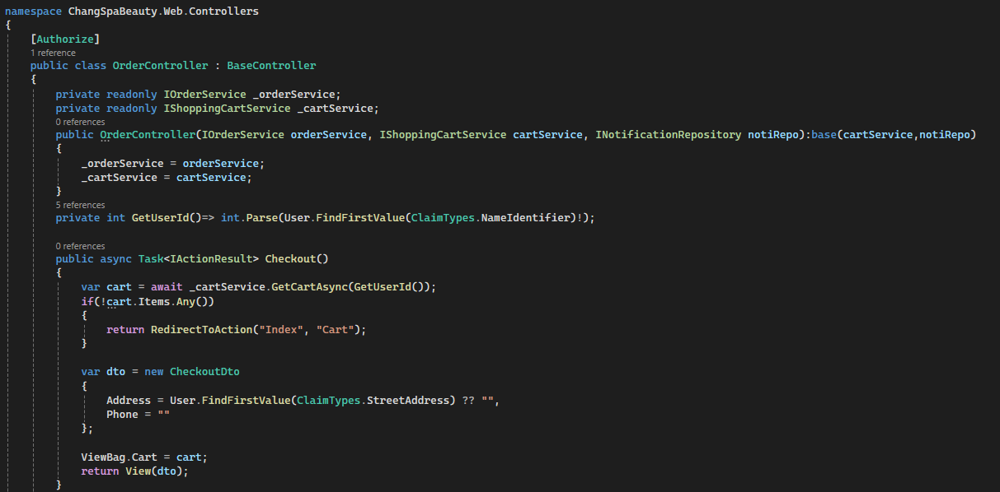 namespace ChangSpaBeauty.Web.Controllers
{
[Authorize]
1 reference
public class OrderController : BaseController
{
private readonly IOrderService _orderService;
private readonly IShoppingCartService _cartService;
0 references
public OrderController(IOrderService orderService, IShoppingCartService cartService, INotificationRepository notiRepo):base(cartService,notiRepo)
{
_orderService = orderService;
_cartService = cartService;
}
5 references
private int GetUserId()=> int.Parse(User.FindFirstValue(ClaimTypes.NameIdentifier)!);
0 references
public async Task<IActionResult> Checkout()
{
var cart = await _cartService.GetCartAsync(GetUserId());
if(!cart.Items.Any())
{
return RedirectToAction("Index", "Cart");
}
var dto = new CheckoutDto
{
Address = User.FindFirstValue(ClaimTypes.StreetAddress) ?? "",
Phone = ""
};
ViewBag.Cart = cart;
return View(dto);
}